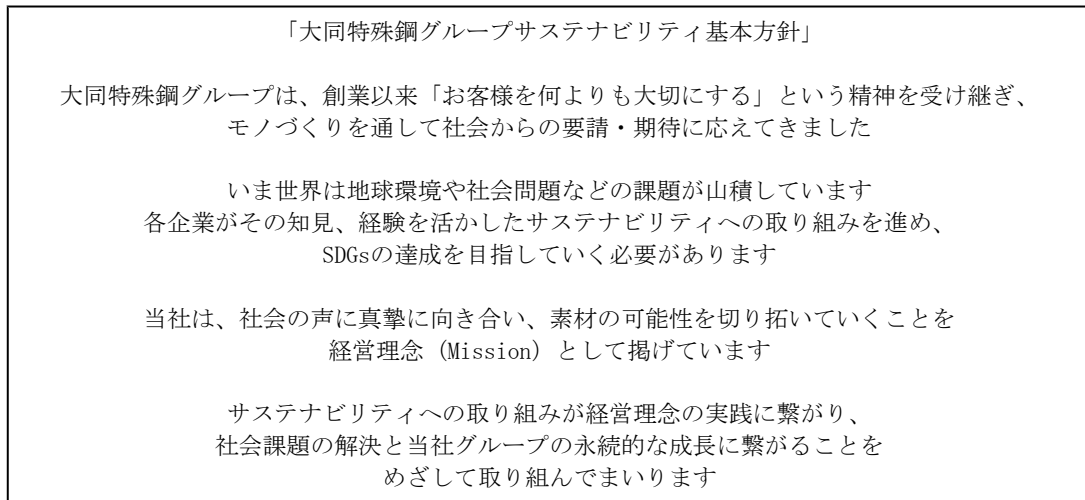 「大同特殊鋼グループサステナビリティ基本方針」
大同特殊鋼グループは、創業以来「お客様を何よりも大切にする」という精神を受け継ぎ、
モノづくりを通して社会からの要請・期待に応えてきました
いま世界は地球環境や社会問題などの課題が山積しています
各企業がその知見、経験を活かしたサステナビリティへの取り組みを進め、
SDGsの達成を目指していく必要があります
当社は、社会の声に真摯に向き合い、素材の可能性を切り拓いていくことを
経営理念（Mission）として掲げています
サステナビリティへの取り組みが経営理念の実践に繋がり、
社会課題の解決と当社グループの永続的な成長に繋がることを
めざして取り組んでまいります